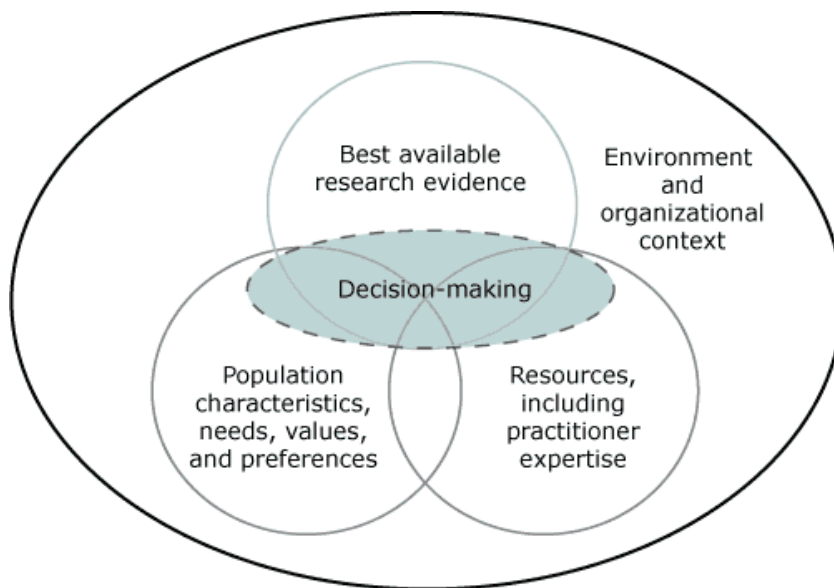 Best available
research evidence
Environment
and
organizational
context
Decision-making
Population
characteristics,
needs, values,
and preferences
Resources,
including
practitioner
expertise